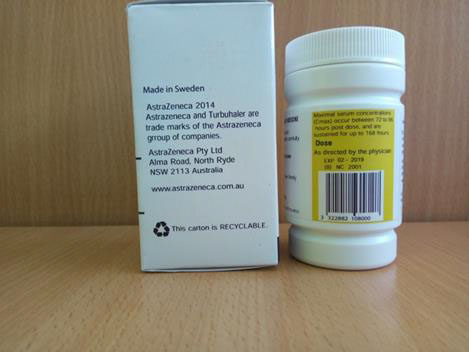 Made in Sweden
AstraZeneca 2014
Astrazeneca and Turbuhaler are
trade marks of the Astrazeneca
group of companies.
AstraZeneca Pty Ltd
Alma Road, North Ryde
NSW 2113 Australia
www.astrazeneca.com.au
This carton is RECYCLABLE.
Maximal serum concentrations
(Cmax) occur between 72 to 96
hours post dose, and are
sustained for up to 168 hours.
Dose
As directed by the physician
EXP 02 - 2019
(B) NC 2001
3 722882 108000